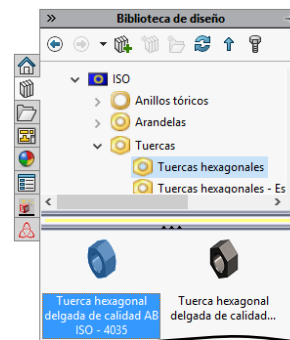 Biblioteca de diseño
ISO
Anillos tóricos
Arandelas
Tuercas
Tuercas hexagonales
Tuercas hexagonales - Es
Tuerca hexagonal Tuerca hexagonal
delgada de calidad AB delgada de calidad...
ISO - 4035